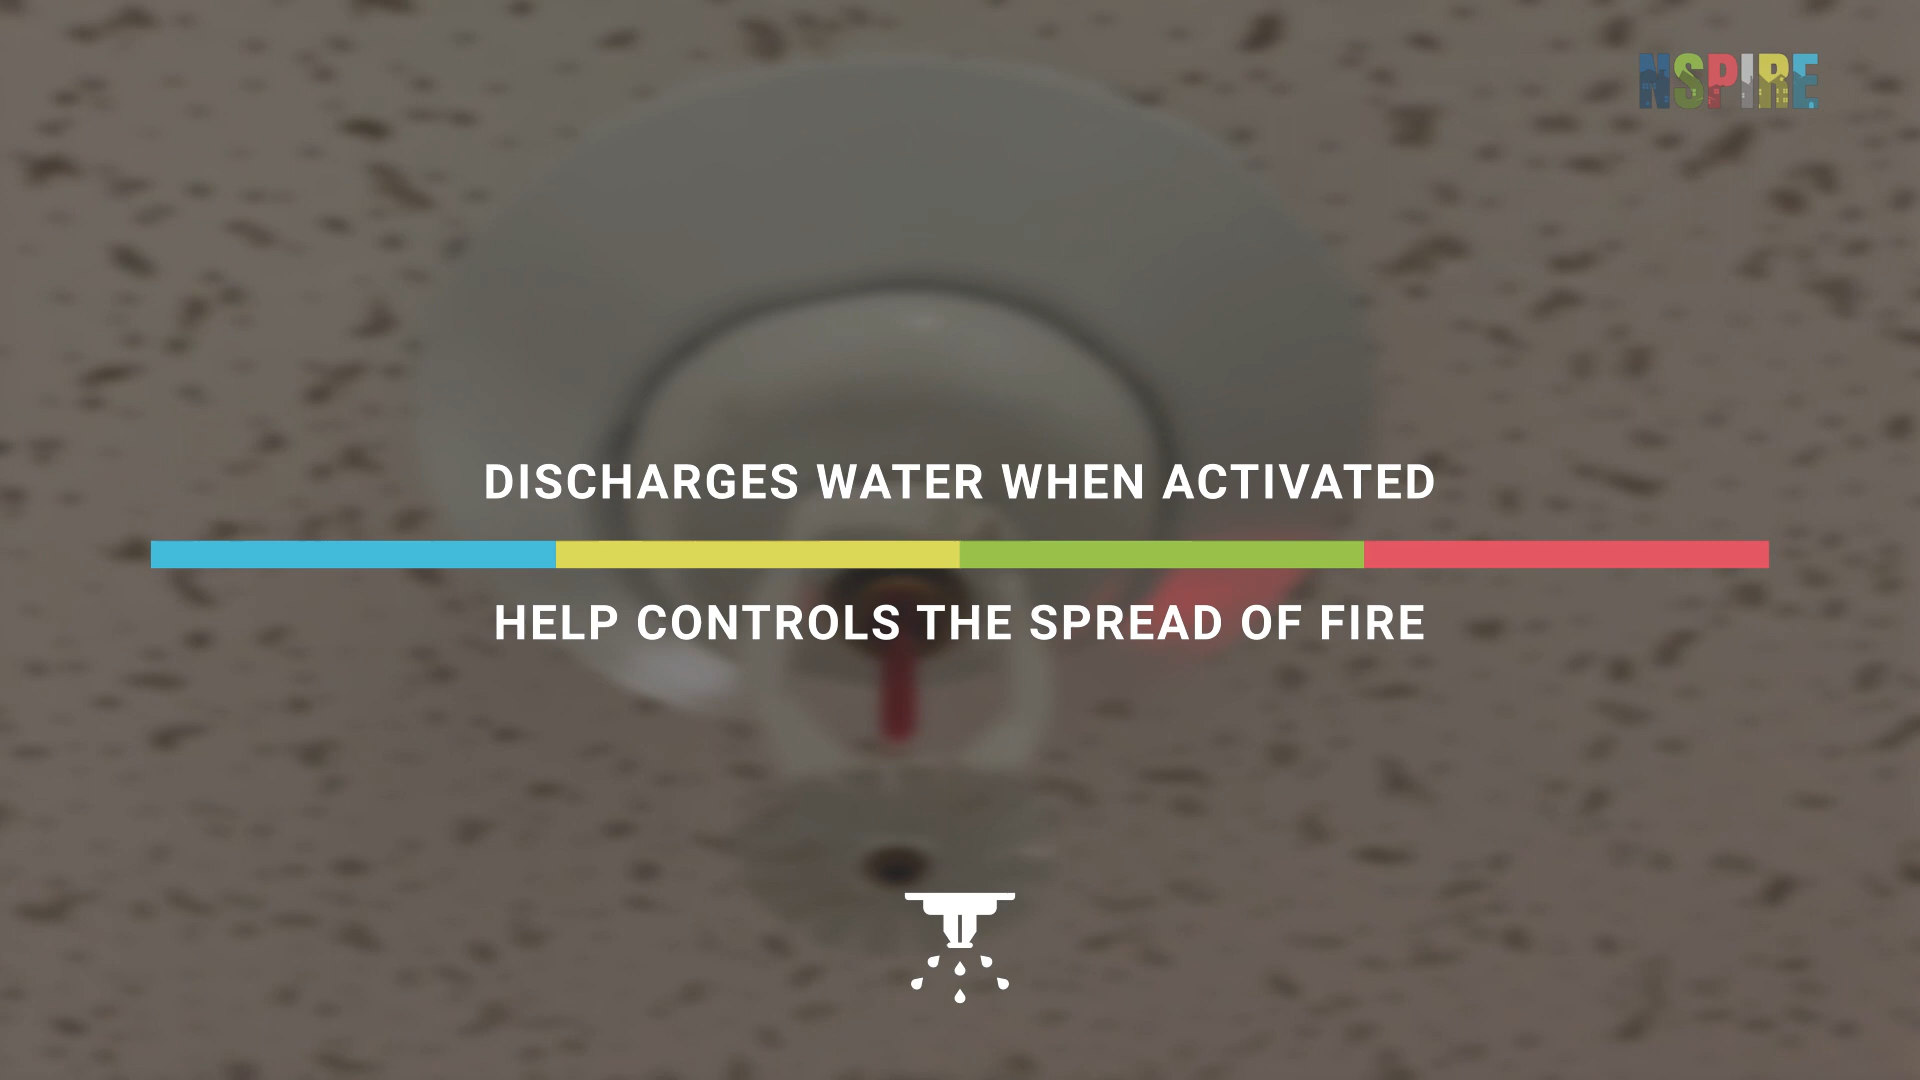 NSPIRE
DISCHARGES WATER WHEN ACTIVATED
HELP CONTROLS THE SPREAD OF FIRE